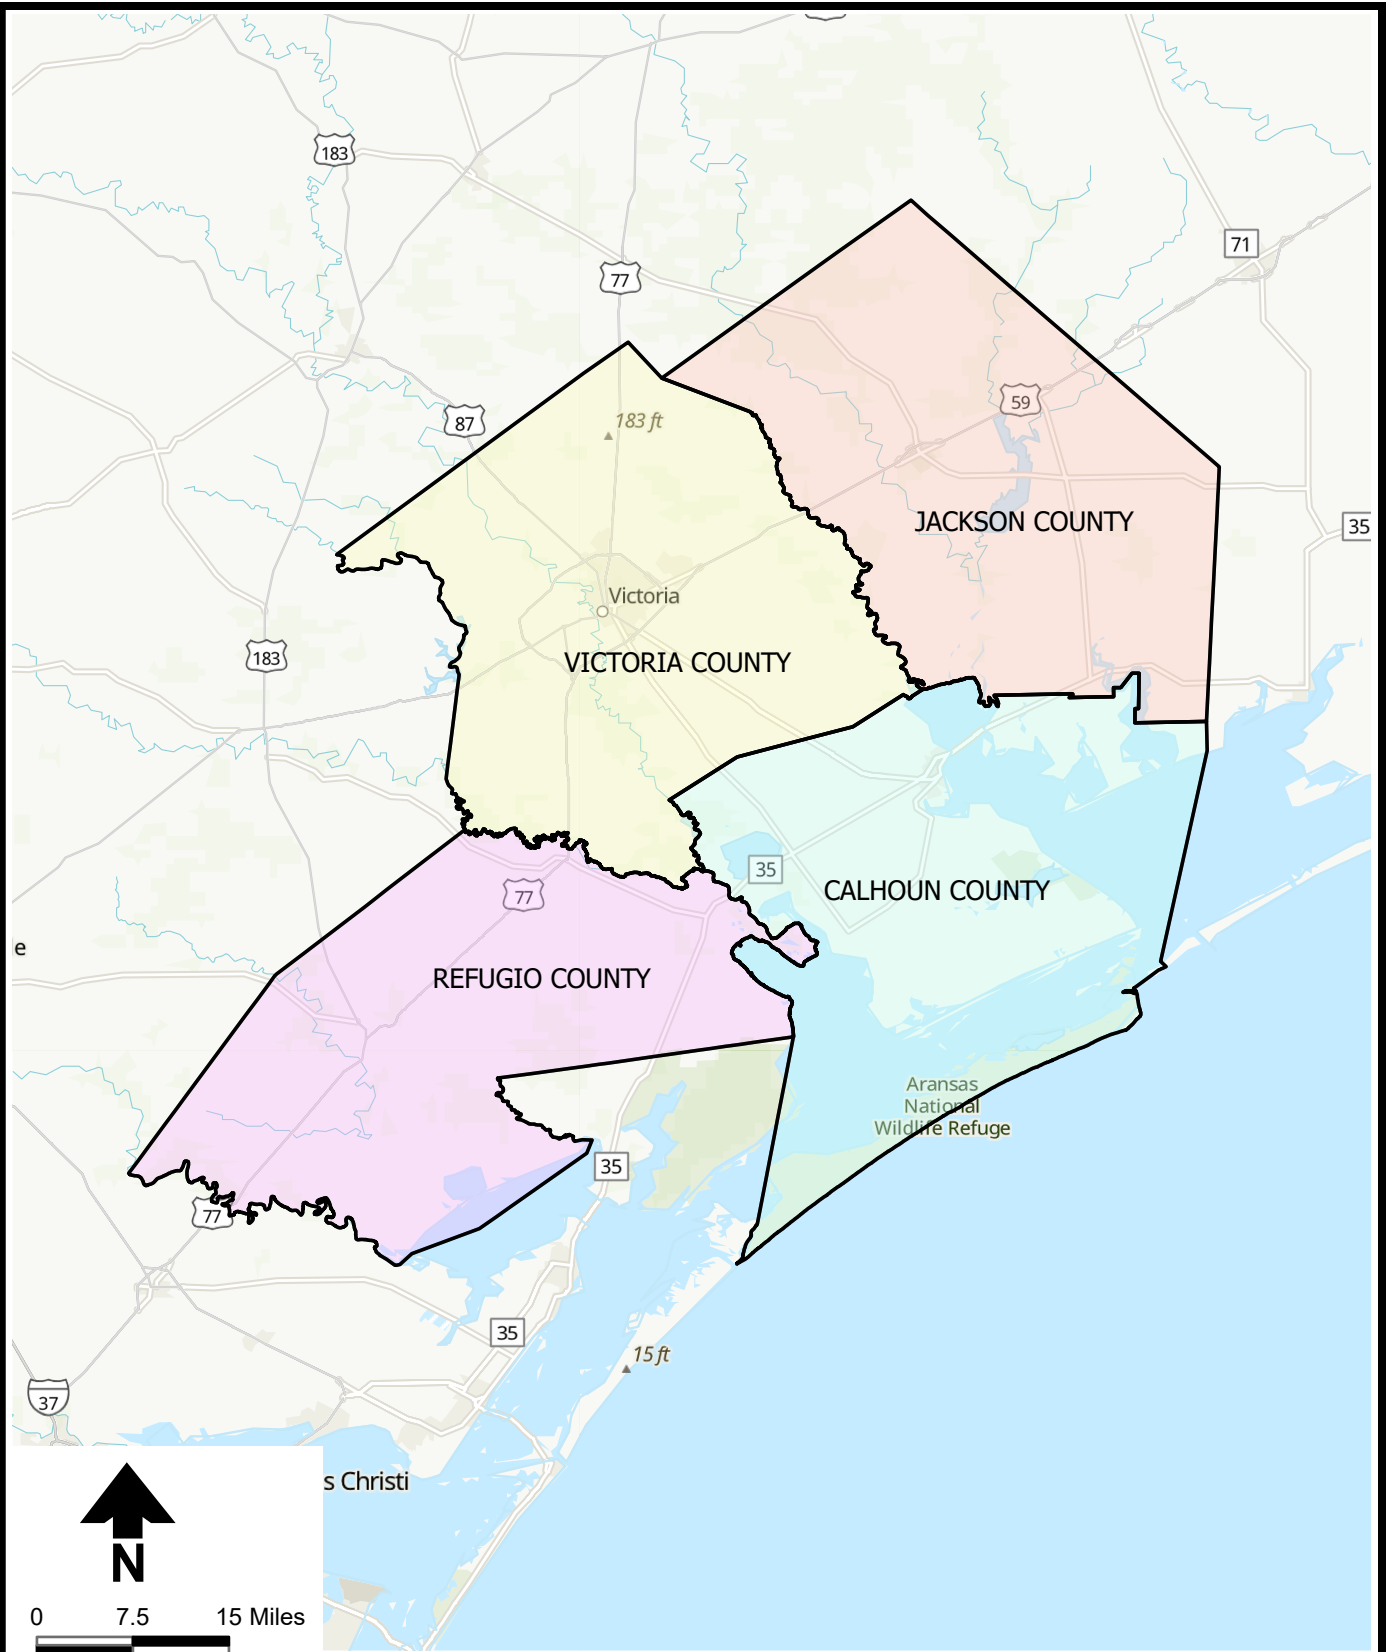 183
71
77
59
87
183 ft
JACKSON COUNTY
35
Victoria
183
VICTORIA COUNTY
35
77
CALHOUN COUNTY
e
REFUGIO COUNTY
Aransas
National
Wildlife Refuge
35
77
35
15 ft
37
s Christi
N
0 7.5 15 Miles